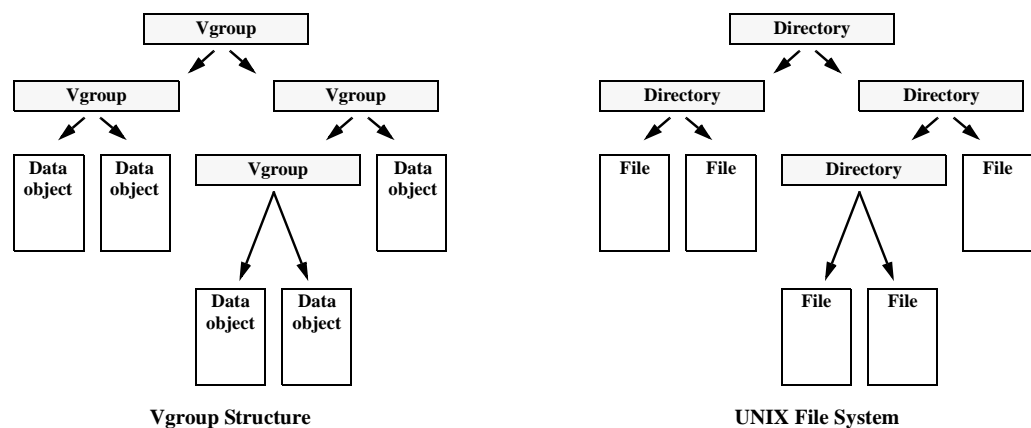 Vgroup
Vgroup
Vgroup
Data
object
Data
object
Vgroup
Data
object
Data
object
Data
object
Vgroup Structure
Directory
Directory
Directory
File
File
Directory
File
File
File
UNIX File System